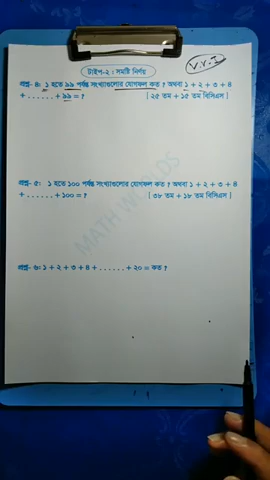 টাইপ-২ : সমষ্টি নির্ণয়
V.V.I
প্রশ্ন- ৪: ১ হতে ৯৯ পর্যন্ত সংখ্যাগুলোর যোগফল কত ? অথবা ১ + ২ + ৩ + ৪
+ . . . . . . + ৯৯ = ? [ ২৫ তম + ১৫ তম বিসিএস ]
প্রশ্ন- ৫: ১ হতে ১০০ পর্যন্ত সংখ্যাগুলোর যোগফল কত ? অথবা ১ + ২ + ৩ + ৪
+ . . . . . . + ১০০ = ? [ ৩৮ তম + ১৮ তম বিসিএস ]
MATH WORLDS
প্রশ্ন- ৬: ১ + ২ + ৩ + ৪ + . . . . . . + ২০ = কত ?